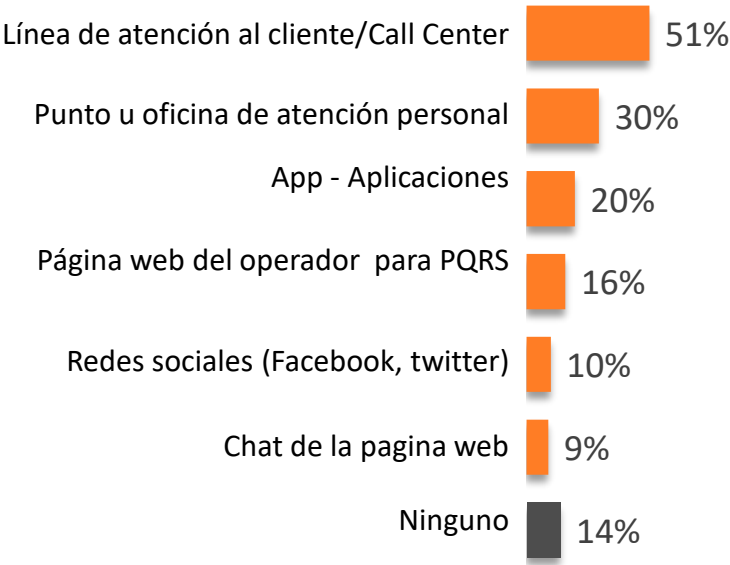 Línea de atención al cliente/Call Center 51%
Punto u oficina de atención personal 30%
App - Aplicaciones 20%
Página web del operador  para PQRS 16%
Redes sociales (Facebook, twitter) 10%
Chat de la pagina web 9%
Ninguno 14%